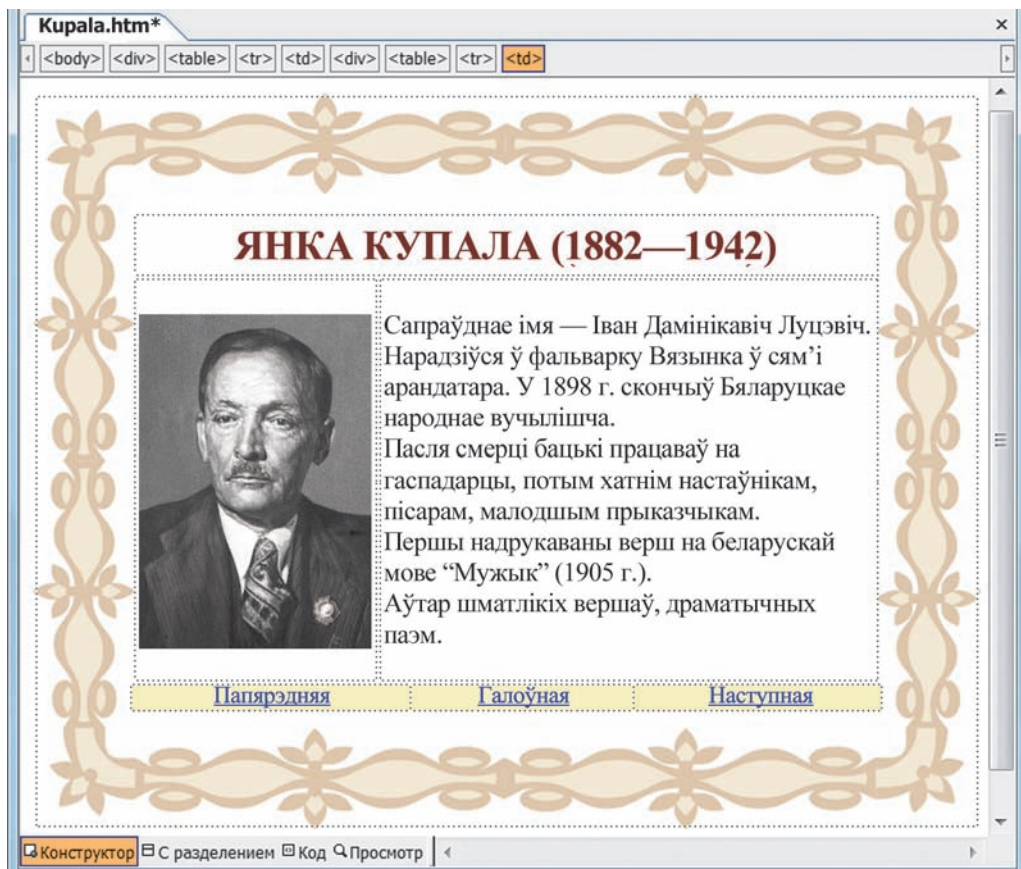 Kupala.htm*
<body> <div> <table> <tr> <td> <div> <table> <tr> <td>
ЯНКА КУПАЛА (1882—1942)
Сапраўднае імя — Іван Дамінікавіч Луцэвіч.
Нарадзіўся ў фальварку Вязынка ў сям’і
арандатара. У 1898 г. скончыў Бяларуцкае
народнае вучылішча.
Пасля смерці бацькі працаваў на
гаспадарцы, потым хатнім настаўнікам,
пісарам, малодшым прыказчыкам.
Першы надрукаваны верш на беларускай
мове “Мужык” (1905 г.).
Аўтар шматлікіх вершаў, драматычных
паэм.
Папярэдняя Галоўная Наступная
Конструктор С разделением Код Просмотр